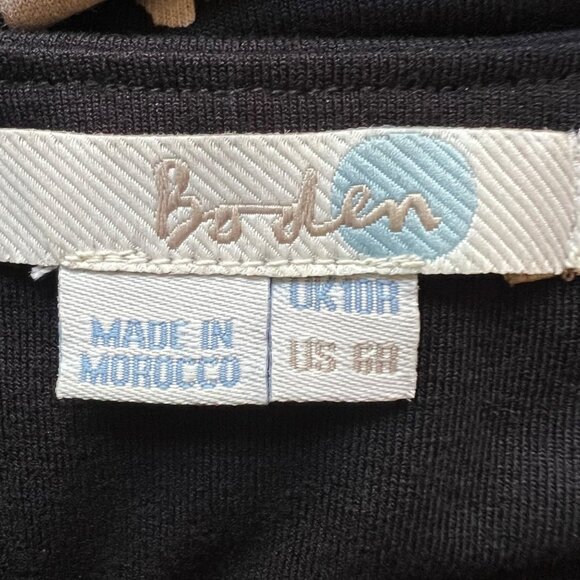 Boden
MADE IN
MOROCCO
UK10R
US 6R